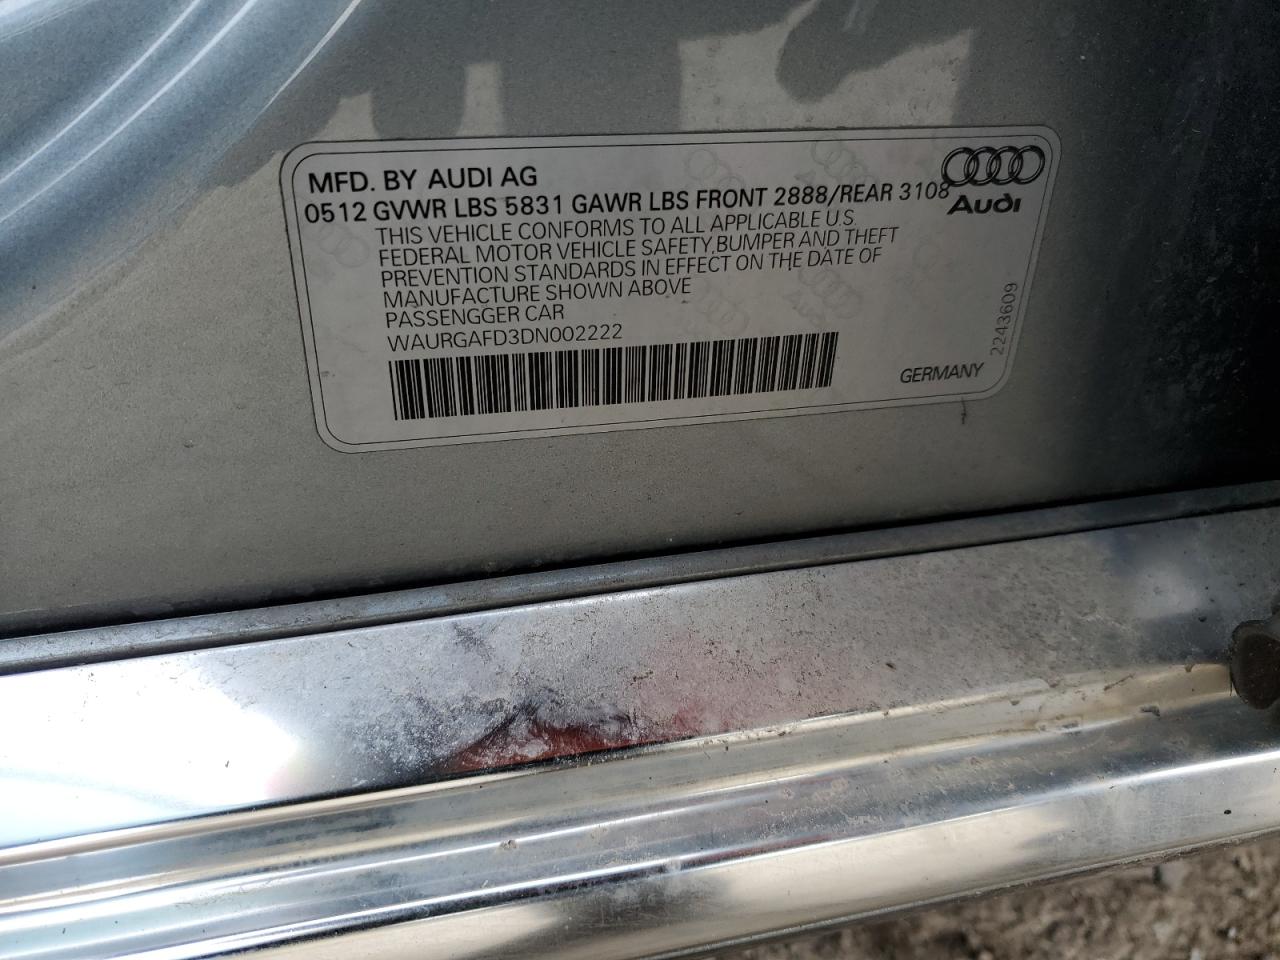 MFD. BY AUDI AG
0512 GVWR LBS 5831 GAWR LBS FRONT 2888/REAR 3108
Audi
THIS VEHICLE CONFORMS TO ALL APPLICABLE U.S.
FEDERAL MOTOR VEHICLE SAFETY,BUMPER AND THEFT
PREVENTION STANDARDS IN EFFECT ON THE DATE OF
MANUFACTURE SHOWN ABOVE
PASSENGGER CAR
WAURGAFD3DN002222
GERMANY
2243609